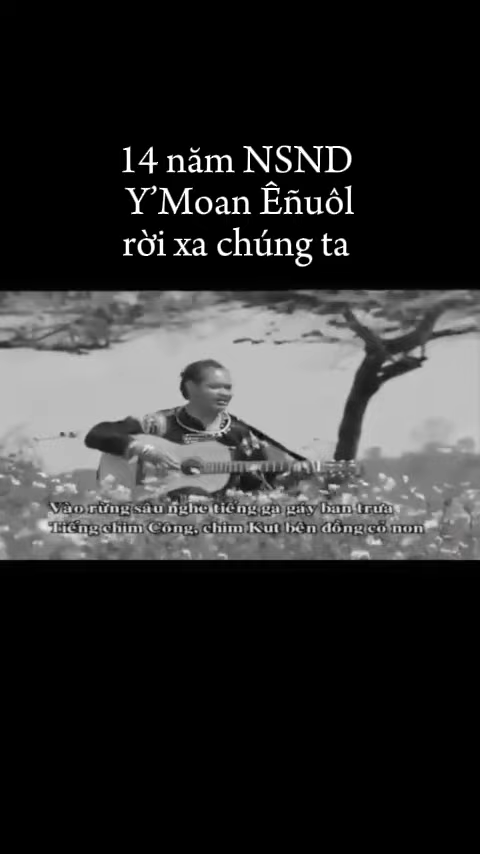 14 năm NSND
Y’Moan Êñuôl
rời xa chúng ta
Vào rừng sâu nghe tiếng gà gáy ban trưa
Tiếng chim Công, chim Kut bên đồng cỏ non